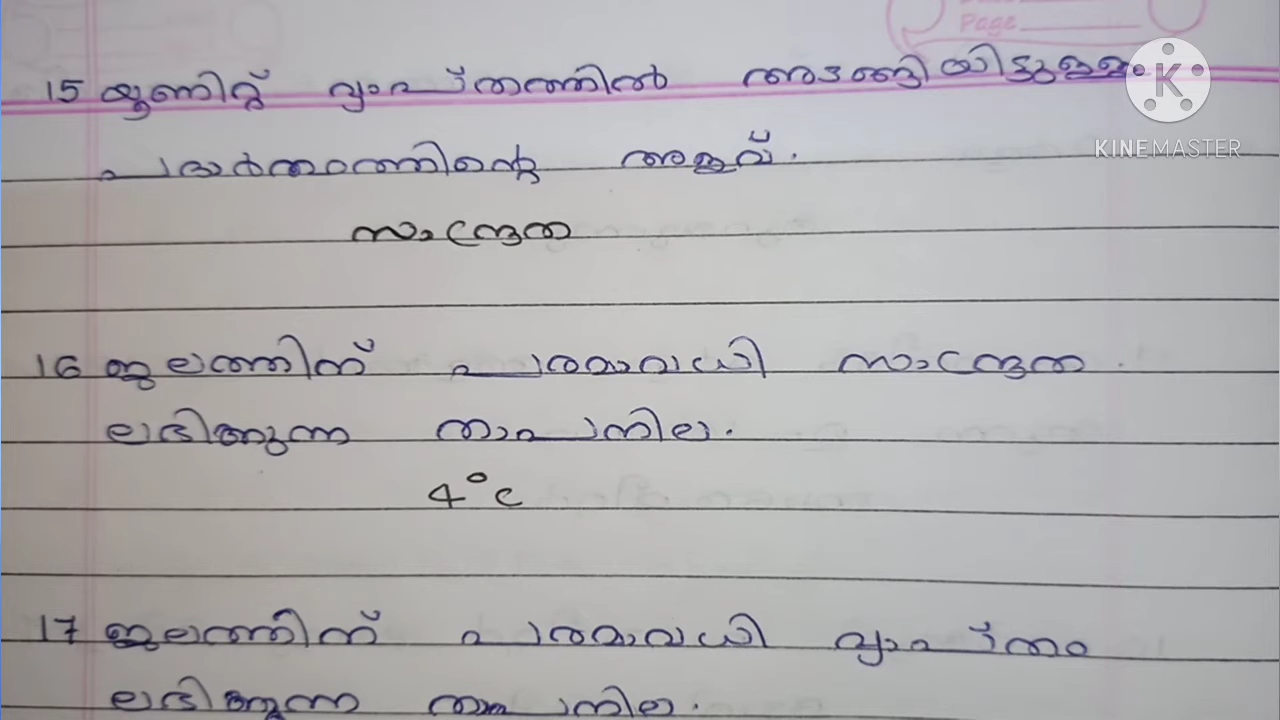 Page
15 യൂണിറ്റ് വ്യാപ്തത്തിൽ അടങ്ങിയിട്ടുള്ള
പദാർത്ഥത്തിന്റെ അളവ്.
സാന്ദ്രത
16 ജലത്തിന് പരമാവധി സാന്ദ്രത.
ലഭിക്കുന്ന താപനില.
4°C
17 ജലത്തിന് പരമാവധി വ്യാപ്തം
ലഭിക്കുന്ന താപനില.
K
KINEMASTER